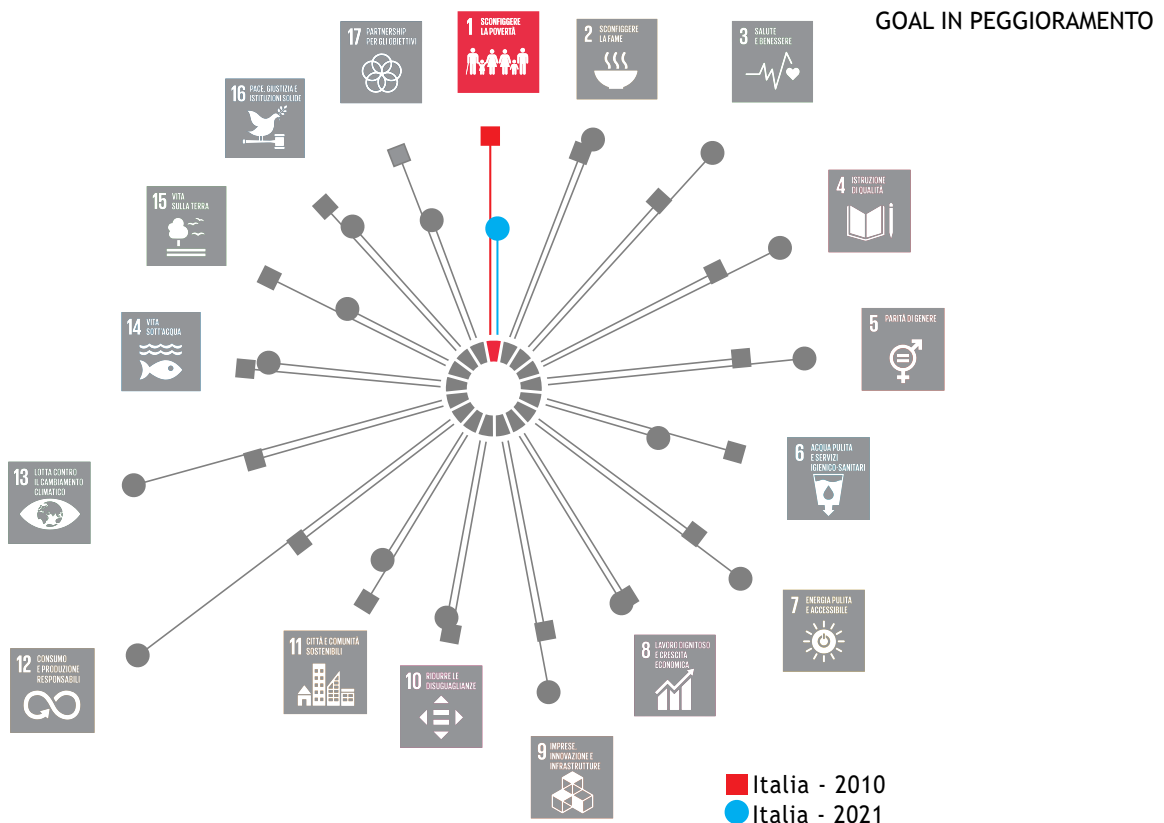 GOAL IN PEGGIORAMENTO
1 SCONFIGGERE
LA POVERTÀ
2 SCONFIGGERE
LA FAME
3 SALUTE
E BENESSERE
4 ISTRUZIONE
DI QUALITÀ
5 PARITÀ DI GENERE
6 ACQUA PULITA
E SERVIZI
IGIENICO-SANITARI
7 ENERGIA PULITA
E ACCESSIBILE
8 LAVORO DIGNITOSO
E CRESCITA
ECONOMICA
9 IMPRESE,
INNOVAZIONE E
INFRASTRUTTURE
10 RIDURRE LE
DISUGUAGLIANZE
11 CITTÀ E COMUNITÀ
SOSTENIBILI
12 CONSUMO
E PRODUZIONE
RESPONSABILI
13 LOTTA CONTRO
IL CAMBIAMENTO
CLIMATICO
14 VITA
SOTT'ACQUA
15 VITA
SULLA TERRA
16 PACE, GIUSTIZIA E
ISTITUZIONI SOLIDE
17 PARTNERSHIP
PER GLI OBIETTIVI
Italia - 2010
Italia - 2021